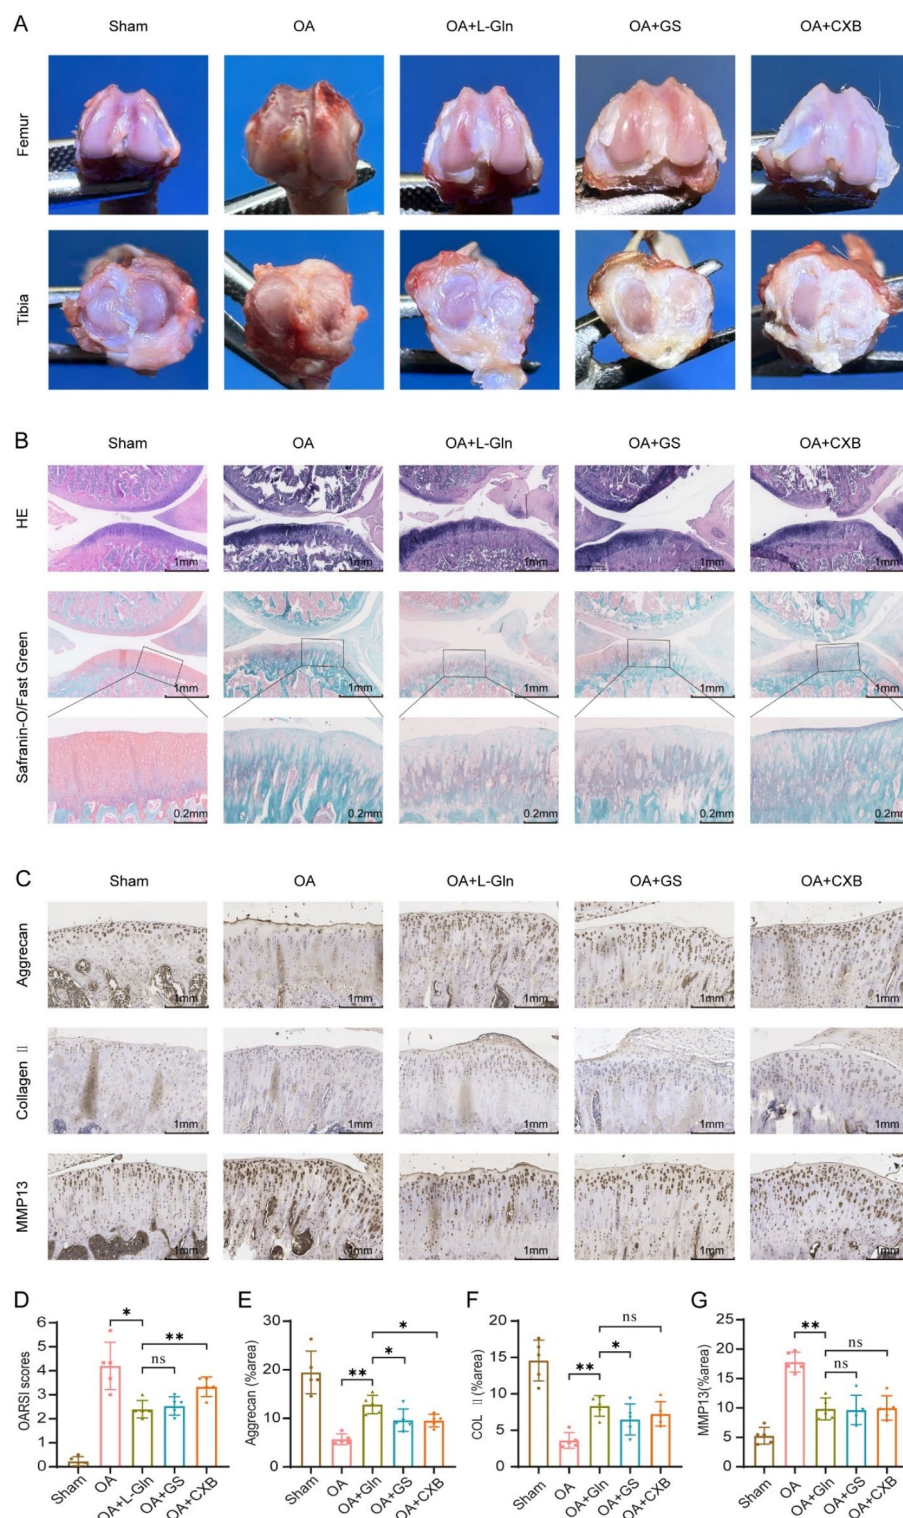 A
Sham OA OA+L-Gln OA+GS OA+CXB
Femur
Tibia
B
Sham OA OA+L-Gln OA+GS OA+CXB
HE
1mm 1mm 1mm 1mm 1mm
Safranin-O/Fast Green
1mm 1mm 1mm 1mm 1mm
0.2mm 0.2mm 0.2mm 0.2mm 0.2mm
C
Sham OA OA+L-Gln OA+GS OA+CXB
Aggrecan
1mm 1mm 1mm 1mm 1mm
Collagen Ⅱ
1mm 1mm 1mm 1mm 1mm
MMP13
1mm 1mm 1mm 1mm 1mm
D
OARSI scores
6
5
4
3
2
1
0
*
**
ns
Sham
OA
OA+L-Gln
OA+GS
OA+CXB
E
Aggrecan (%area)
30
20
10
0
*
**
*
Sham
OA
OA+Gln
OA+GS
OA+CXB
F
COL Ⅱ (%area)
20
15
10
5
0
ns
**
*
Sham
OA
OA+Gln
OA+GS
OA+CXB
G
MMP13(%area)
25
20
15
10
5
0
**
ns
ns
Sham
OA
OA+Gln
OA+GS
OA+CXB